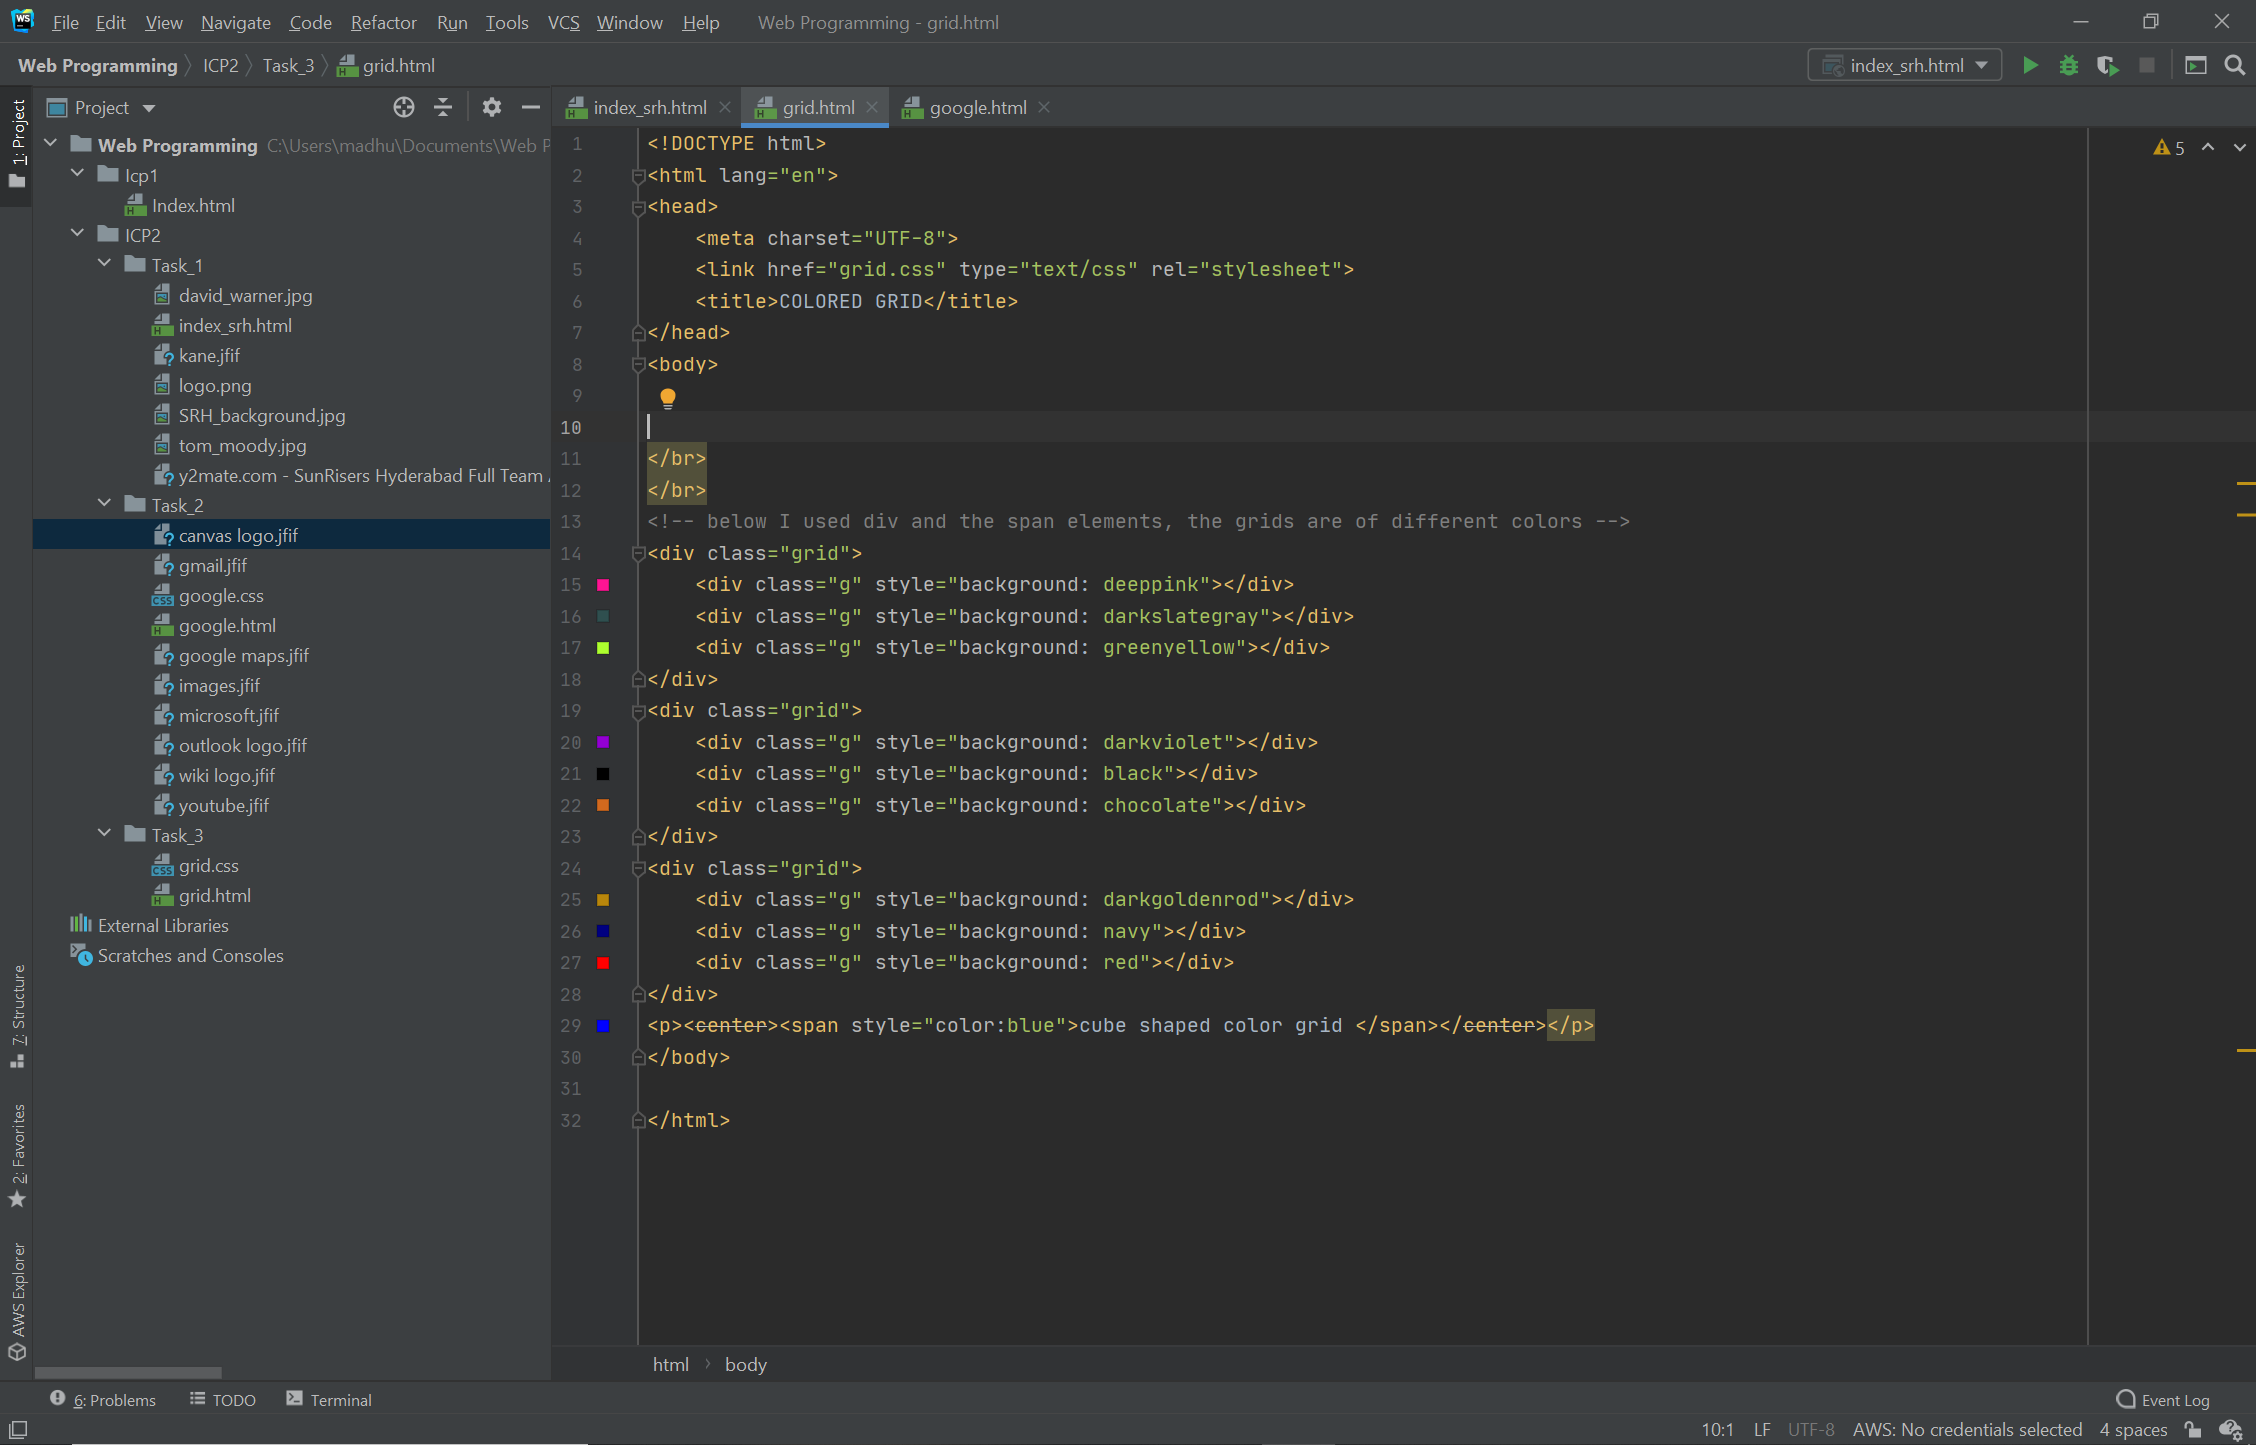 WS File Edit View Navigate Code Refactor Run Tools VCS Window Help Web Programming - grid.html
Web Programming ICP2 Task_3 grid.html index_srh.html
1: Project
Project
index_srh.html grid.html google.html
Web Programming C:\Users\madhu\Documents\Web P
Icp1
Index.html
ICP2
Task_1
david_warner.jpg
index_srh.html
kane.jfif
logo.png
SRH_background.jpg
tom_moody.jpg
y2mate.com - SunRisers Hyderabad Full Team
Task_2
canvas logo.jfif
gmail.jfif
google.css
google.html
google maps.jfif
images.jfif
microsoft.jfif
outlook logo.jfif
wiki logo.jfif
youtube.jfif
Task_3
grid.css
grid.html
External Libraries
Scratches and Consoles
7: Structure
2: Favorites
AWS Explorer
5
1 <!DOCTYPE html>
2 <html lang="en">
3 <head>
4 <meta charset="UTF-8">
5 <link href="grid.css" type="text/css" rel="stylesheet">
6 <title>COLORED GRID</title>
7 </head>
8 <body>
9
10
11 </br>
12 </br>
13 <!-- below I used div and the span elements, the grids are of different colors -->
14 <div class="grid">
15 <div class="g" style="background: deeppink"></div>
16 <div class="g" style="background: darkslategray"></div>
17 <div class="g" style="background: greenyellow"></div>
18 </div>
19 <div class="grid">
20 <div class="g" style="background: darkviolet"></div>
21 <div class="g" style="background: black"></div>
22 <div class="g" style="background: chocolate"></div>
23 </div>
24 <div class="grid">
25 <div class="g" style="background: darkgoldenrod"></div>
26 <div class="g" style="background: navy"></div>
27 <div class="g" style="background: red"></div>
28 </div>
29 <p><center><span style="color:blue">cube shaped color grid </span></center></p>
30 </body>
31
32 </html>
html body
6: Problems TODO Terminal Event Log
10:1 LF UTF-8 AWS: No credentials selected 4 spaces